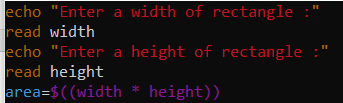 echo "Enter a width of rectangle :"
read width
echo "Enter a height of rectangle :"
read height
area=$((width * height))